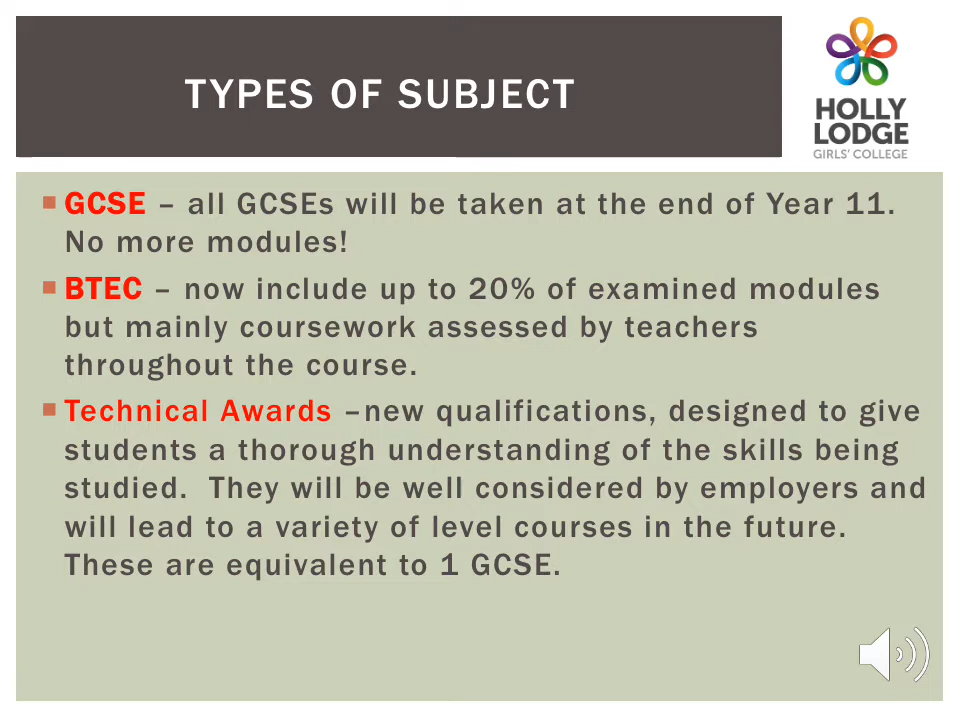 TYPES OF SUBJECT
HOLLY
LODGE
GIRLS' COLLEGE
GCSE – all GCSEs will be taken at the end of Year 11.
No more modules!
BTEC – now include up to 20% of examined modules
but mainly coursework assessed by teachers
throughout the course.
Technical Awards –new qualifications, designed to give
students a thorough understanding of the skills being
studied.  They will be well considered by employers and
will lead to a variety of level courses in the future.
These are equivalent to 1 GCSE.